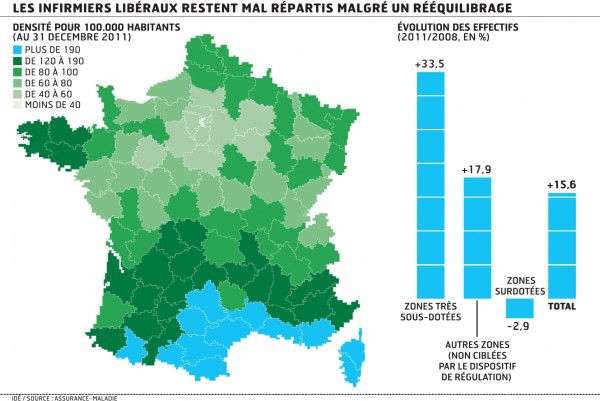 LES INFIRMIERS LIBÉRAUX RESTENT MAL RÉPARTIS MALGRÉ UN RÉÉQUILIBRAGE
DENSITÉ POUR 100.000 HABITANTS
(AU 31 DECEMBRE 2011)
PLUS DE 190
DE 120 à 190
DE 80 à 100
DE 60 à 80
DE 40 à 60
MOINS DE 40
ÉVOLUTION DES EFFECTIFS
(2011/2008, EN %)
+33,5
+17,9
+15,6
ZONES
SURDOTÉES
-2,9
TOTAL
ZONES TRÈS
SOUS-DOTÉES
AUTRES ZONES
(NON CIBLÉES
PAR LE DISPOSITIF
DE RÉGULATION)
IDÉ / SOURCE : ASSURANCE-MALADIE